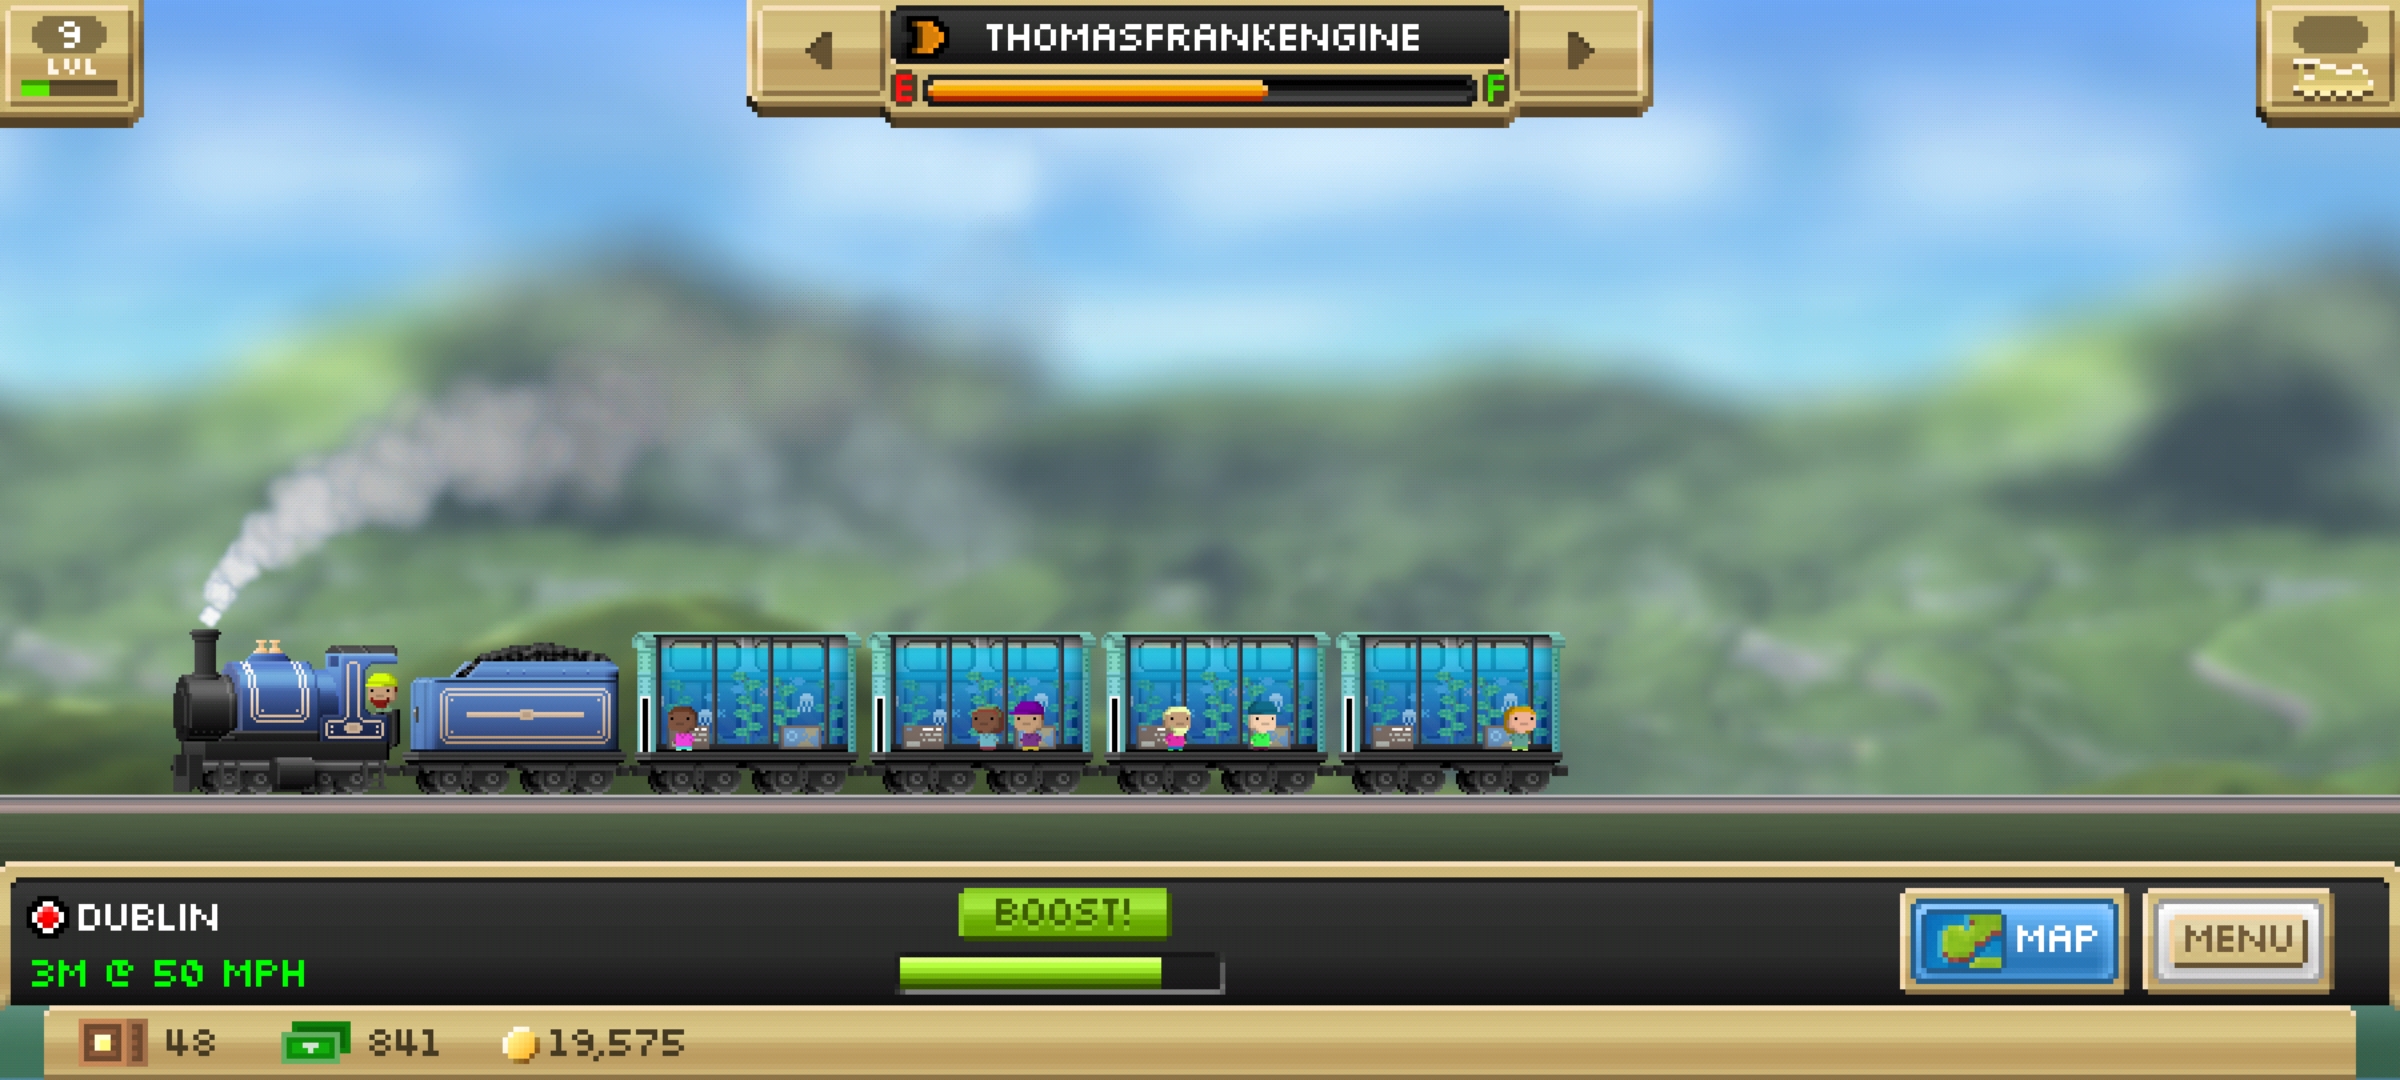 9
LVL
THOMASFRANKENGINE
E F
DUBLIN
3M @ 50 MPH
BOOST!
MAP
MENU
48
841
19,575